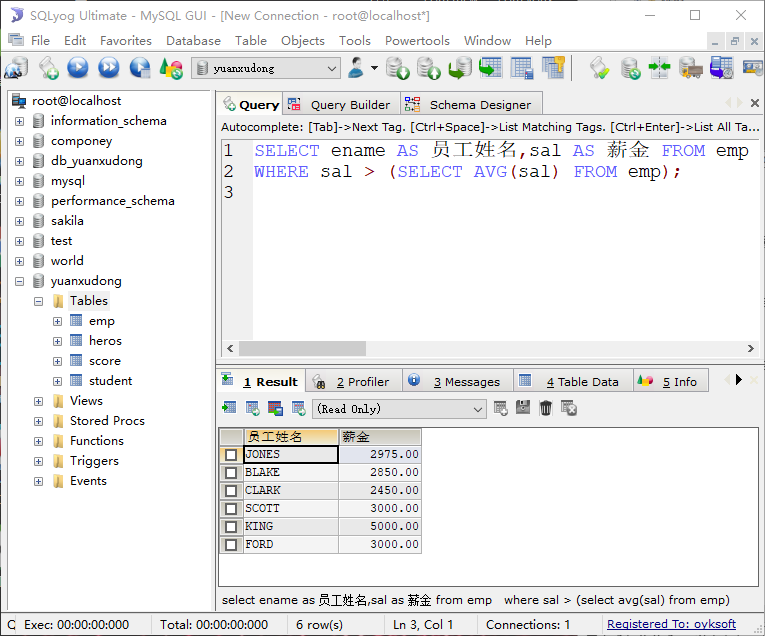 SQLyog Ultimate - MySQL GUI - [New Connection - root@localhost*]
File Edit Favorites Database Table Objects Tools Powertools Window Help
yuanxudong
root@localhost
information_schema
componey
db_yuanxudong
mysql
performance_schema
sakila
test
world
yuanxudong
Tables
emp
heros
score
student
Views
Stored Procs
Functions
Triggers
Events
Query Query Builder Schema Designer
Autocomplete: [Tab]->Next Tag. [Ctrl+Space]->List Matching Tags. [Ctrl+Enter]->List All Ta...
1 SELECT ename AS 员工姓名,sal AS 薪金 FROM emp
2 WHERE sal > (SELECT AVG(sal) FROM emp);
3
1 Result 2 Profiler 3 Messages 4 Table Data 5 Info
(Read Only)
员工姓名 薪金
JONES 2975.00
BLAKE 2850.00
CLARK 2450.00
SCOTT 3000.00
KING 5000.00
FORD 3000.00
select ename as 员工姓名,sal as 薪金 from emp where sal > (select avg(sal) from emp)
C Exec: 00:00:00:000 Total: 00:00:00:000 6 row(s) Ln 3, Col 1 Connections: 1 Registered To: oyksoft